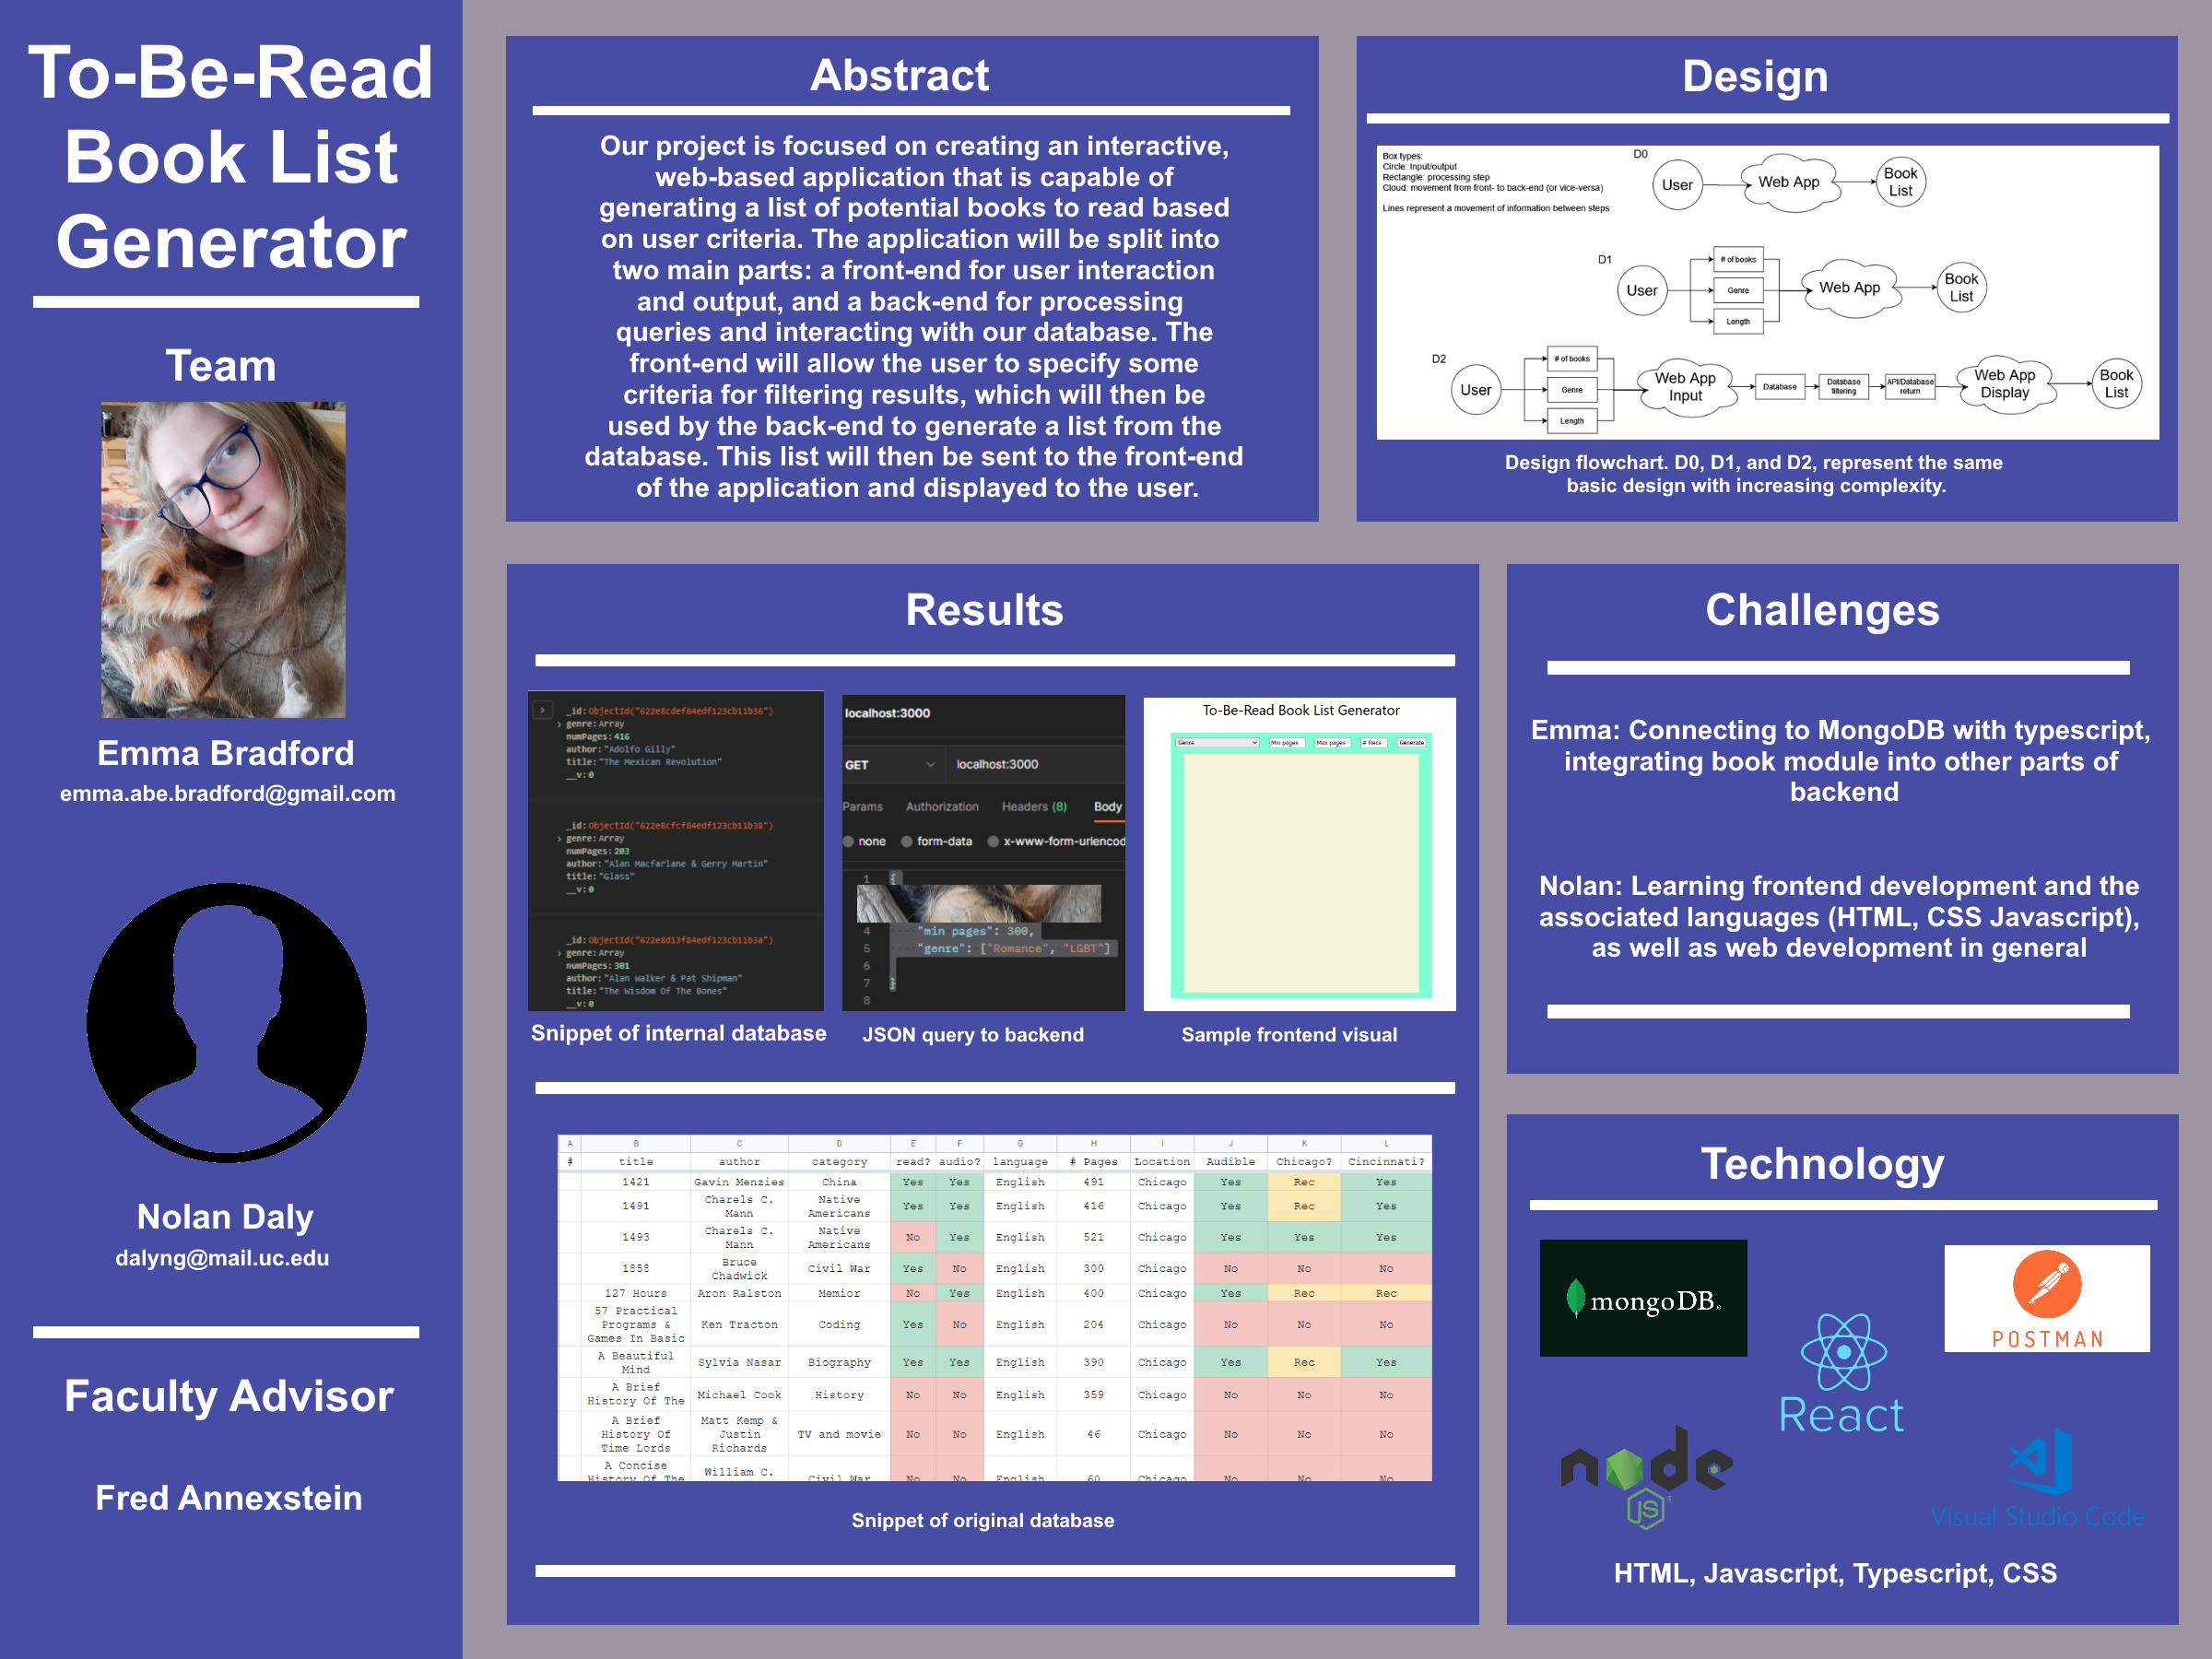 To-Be-Read
Book List
Generator
Team
Emma Bradford
emma.abe.bradford@gmail.com
Nolan Daly
dalyng@mail.uc.edu
Faculty Advisor
Fred Annexstein
Abstract
Our project is focused on creating an interactive,
web-based application that is capable of
generating a list of potential books to read based
on user criteria. The application will be split into
two main parts: a front-end for user interaction
and output, and a back-end for processing
queries and interacting with our database. The
front-end will allow the user to specify some
criteria for filtering results, which will then be
used by the back-end to generate a list from the
database. This list will then be sent to the front-end
of the application and displayed to the user.
Design
Box types:
Circle: Input/output
Rectangle: processing step
Cloud: movement from front- to back-end (or vice-versa)
Lines represent a movement of information between steps
D0
User
Web App
Book
List
D1
User
# of books
Genre
Length
Web App
Book
List
D2
User
# of books
Genre
Length
Web App
Input
Database
Database
filtering
API/Database
return
Web App
Display
Book
List
Design flowchart. D0, D1, and D2, represent the same
basic design with increasing complexity.
Results
_id: ObjectId("622e8cdef84edf123cb11b36")
genre: Array
numPages: 416
author: "Adolfo Gilly"
title: "The Mexican Revolution"
__v: 0
_id: ObjectId("622e8cfcf84edf123cb11b38")
genre: Array
numPages: 203
author: "Alan Macfarlane & Gerry Martin"
title: "Glass"
__v: 0
_id: ObjectId("622e8d13f84edf123cb11b3a")
genre: Array
numPages: 301
author: "Alan Walker & Pat Shipman"
title: "The Wisdom Of The Bones"
__v: 0
Snippet of internal database
localhost:3000
GET localhost:3000
Params Authorization Headers (8) Body
none form-data x-www-form-urlencod
1 {
4 "min pages": 300,
5 "genre": ["Romance", "LGBT"]
6
7 }
8
JSON query to backend
To-Be-Read Book List Generator
Genre Min pages Max pages # Recs Generate
Sample frontend visual
A B C D E F G H I J K L
# title author category read? audio? language # Pages Location Audible Chicago? Cincinnati?
1421 Gavin Menzies China Yes Yes English 491 Chicago Yes Rec Yes
1491 Charels C. Mann Native Americans Yes Yes English 416 Chicago Yes Rec Yes
1493 Charels C. Mann Native Americans No Yes English 521 Chicago Yes Yes Yes
1858 Bruce Chadwick Civil War Yes No English 300 Chicago No No No
127 Hours Aron Ralston Memior No Yes English 400 Chicago Yes Rec Rec
57 Practical Programs & Games In Basic Ken Tracton Coding Yes No English 204 Chicago No No No
A Beautiful Mind Sylvia Nasar Biography Yes Yes English 390 Chicago Yes Rec Yes
A Brief History Of The Michael Cook History No No English 359 Chicago No No No
A Brief History Of Time Lords Matt Kemp & Justin Richards TV and movie No No English 46 Chicago No No No
A Concise History Of The William C. Civil War No No English 60 Chicago No No No
Snippet of original database
Challenges
Emma: Connecting to MongoDB with typescript,
integrating book module into other parts of
backend
Nolan: Learning frontend development and the
associated languages (HTML, CSS Javascript),
as well as web development in general
Technology
mongoDB®
POSTMAN
React
node
JS
Visual Studio Code
HTML, Javascript, Typescript, CSS